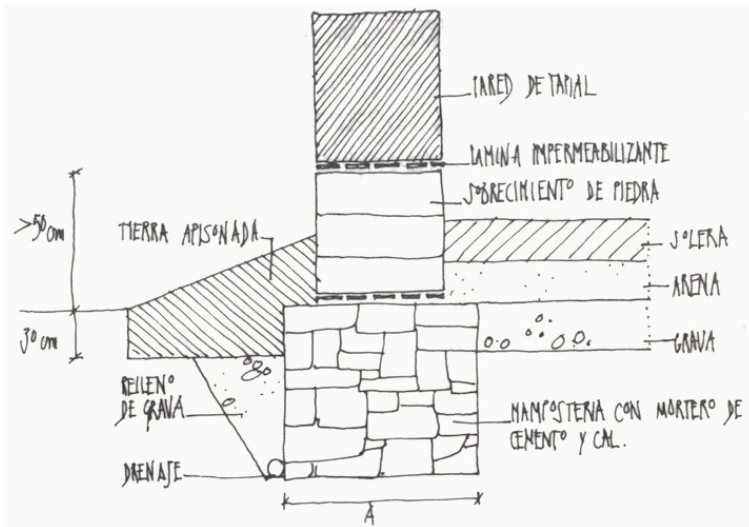 PARED DE TAPIAL
LAMINA IMPERMEABILIZANTE
SOBRECIMIENTO DE PIEDRA
>50 cm
TIERRA APISONADA
SOLERA
ARENA
30 cm
GRAVA
RELLENO
DE GRAVA
MAMPOSTERIA CON MORTERO DE
CEMENTO Y CAL.
DRENAJE
A